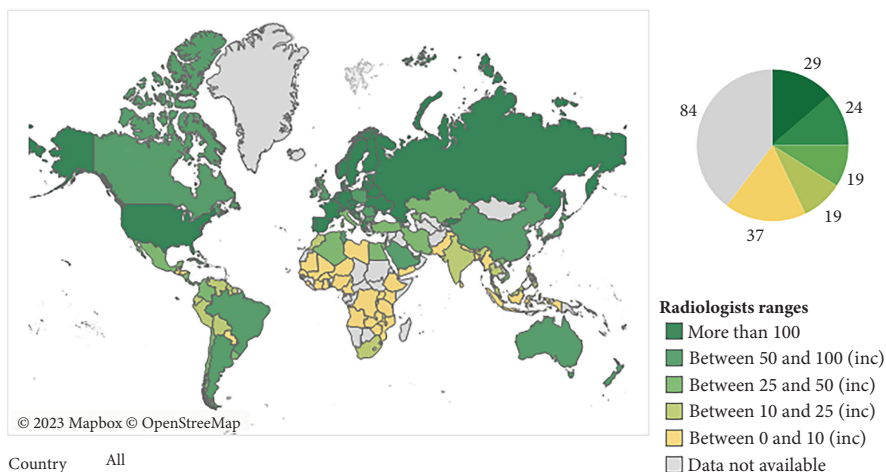 29
24
84
19
19
37
Radiologists ranges
More than 100
Between 50 and 100 (inc)
Between 25 and 50 (inc)
Between 10 and 25 (inc)
Between 0 and 10 (inc)
Data not available
© 2023 Mapbox © OpenStreeMap
Country All